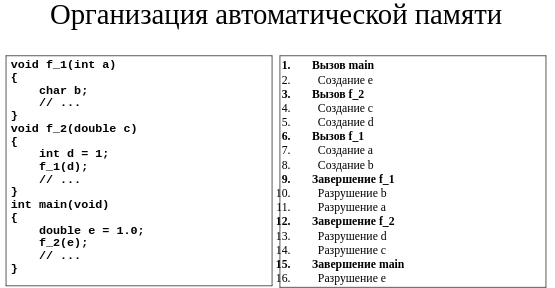 Организация автоматической памяти
void f_1(int a)
{
    char b;
    // ...
}
void f_2(double c)
{
    int d = 1;
    f_1(d);
    // ...
}
int main(void)
{
    double e = 1.0;
    f_2(e);
    // ...
}
1. Вызов main
2. Создание e
3. Вызов f_2
4. Создание c
5. Создание d
6. Вызов f_1
7. Создание a
8. Создание b
9. Завершение f_1
10. Разрушение b
11. Разрушение a
12. Завершение f_2
13. Разрушение d
14. Разрушение c
15. Завершение main
16. Разрушение e